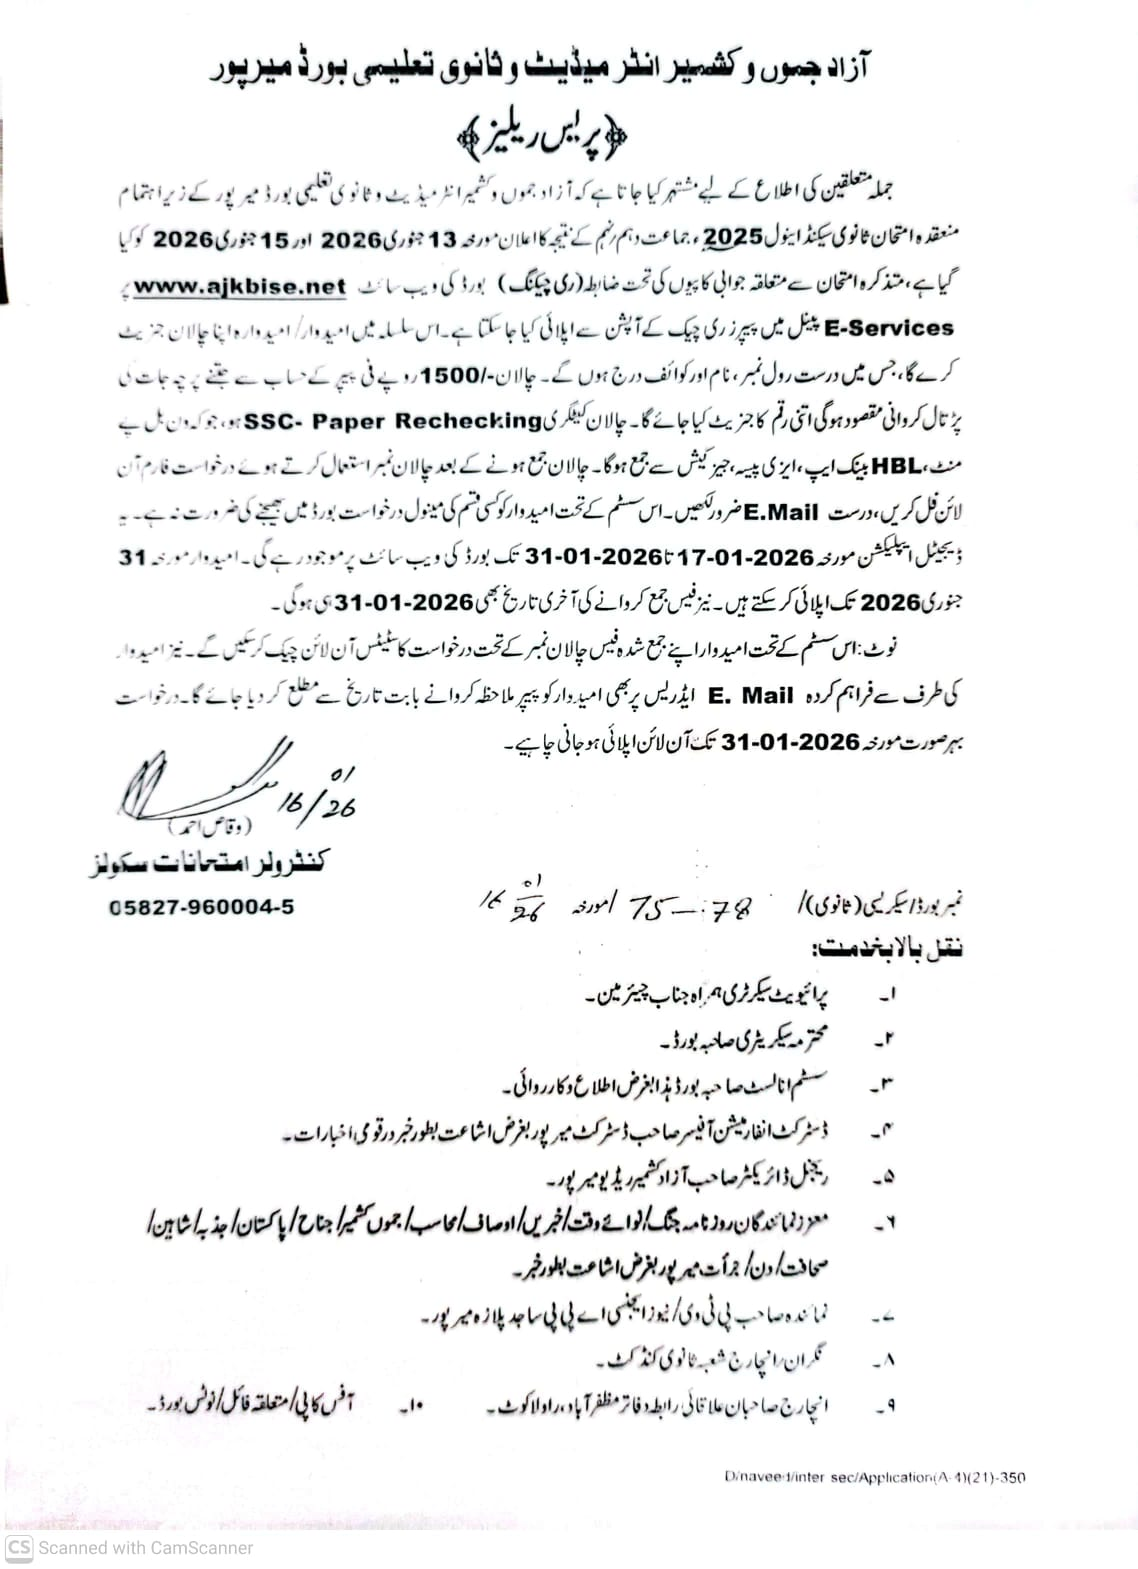 آزاد جموں و کشمیر انٹر میڈیٹ و ثانوی تعلیمی بورڈ میرپور
﴿پریس ریلیز﴾
جملہ متعلقین کی اطلاع کے لیے مشتہر کیا جاتا ہے کہ آزاد جموں و کشمیر انٹر میڈیٹ و ثانوی تعلیمی بورڈ میر پور کے زیر اہتمام
منعقدہ امتحان ثانوی سیکنڈ اینول 2025، جماعت دہم/نہم کے نتیجہ کا اعلان مورخہ 13 جنوری 2026 اور 15 جنوری 2026 کو کیا
گیا ہے، متذکرہ امتحان سے متعلقہ جوابی کاپیوں کی تحت ضابطہ (ری چیکنگ) بورڈ کی ویب سائٹ www.ajkbise.net پر
E-Services پینل میں پیپرز ری چیک کے آپشن سے اپلائی کیا جا سکتا ہے۔ اس سلسلہ میں امیدوار/امیدوارہ اپنا چالان جنریٹ
کرے گا، جس میں درست رول نمبر، نام اور کوائف درج ہوں گے۔ چالان -/1500 روپے فی پیپر کے حساب سے جتنے پرچہ جات کی
پڑتال کروانی مقصود ہوگی اتنی رقم کا جنریٹ کیا جائے گا۔ چالان کیٹگری SSC- Paper Rechecking ہو، جو کہ ون بل پے
منٹ، HBL بینک ایپ، ایزی پیسہ، جیز کیش سے جمع ہوگا۔ چالان جمع ہونے کے بعد چالان نمبر استعمال کرتے ہوئے درخواست فارم آن
لائن فل کریں، درست E.Mail ضرور لکھیں۔ اس سسٹم کے تحت امیدوار کو کسی قسم کی مینول درخواست بورڈ میں بھیجنے کی ضرورت نہ ہے۔ یہ
ڈیجیٹل ایپلیکشن مورخہ 17-01-2026 تا 31-01-2026 تک بورڈ کی ویب سائٹ پر موجود رہے گی۔ امیدوار مورخہ 31
جنوری 2026 تک اپلائی کر سکتے ہیں۔ نیز فیس جمع کروانے کی آخری تاریخ بھی 31-01-2026 ہی ہوگی۔
نوٹ: اس سسٹم کے تحت امیدوار اپنے جمع شدہ فیس چالان نمبر کے تحت درخواست کا سٹیٹس آن لائن چیک کر سکیں گے۔ نیز امیدوار
کی طرف سے فراہم کردہ E. Mail ایڈریس پر بھی امیدوار کو پیپر ملاحظہ کروانے بابت تاریخ سے مطلع کر دیا جائے گا۔ درخواست
بہر صورت مورخہ 31-01-2026 تک آن لائن اپلائی ہو جانی چاہیے۔
16/01/26
(وقاص احمد)
کنٹرولر امتحانات سکولز
05827-960004-5
نمبر بورڈ/سیکریسی (ثانوی)/ 75-78 /مورخہ 16 01/26
نقل بالا بخدمت:
۱۔ پرائیویٹ سیکرٹری ہمراہ جناب چیئرمین۔
۲۔ محترمہ سیکریٹری صاحبہ بورڈ۔
۳۔ سسٹم انالسٹ صاحبہ بورڈ ہذا بغرض اطلاع و کارروائی۔
۴۔ ڈسٹرکٹ انفارمیشن آفیسر صاحب ڈسٹرکٹ میر پور بغرض اشاعت بطور خبر در قومی اخبارات۔
۵۔ ریجنل ڈائریکٹر صاحب آزاد کشمیر ریڈیو میر پور۔
۶۔ معزز نمائندگان روزنامہ جنگ/نوائے وقت/خبریں/اوصاف/محاسب/جموں کشمیر/جناح/پاکستان/جذبہ/شاہین/
صحافت/دن/جرأت میر پور بغرض اشاعت بطور خبر۔
۷۔ نمائندہ صاحب پی ٹی وی/نیوز ایجنسی اے پی پی ساجد پلازہ میر پور۔
۸۔ نگران/انچارج شعبہ ثانوی کنڈکٹ۔
۹۔ انچارج صاحبان علاقائی رابطہ دفاتر مظفر آباد، راولاکوٹ۔ ۱۰۔ آفس کاپی/متعلقہ فائل/نوٹس بورڈ۔
D/naveed/inter sec/Application(A-4)(21)-350
CS Scanned with CamScanner